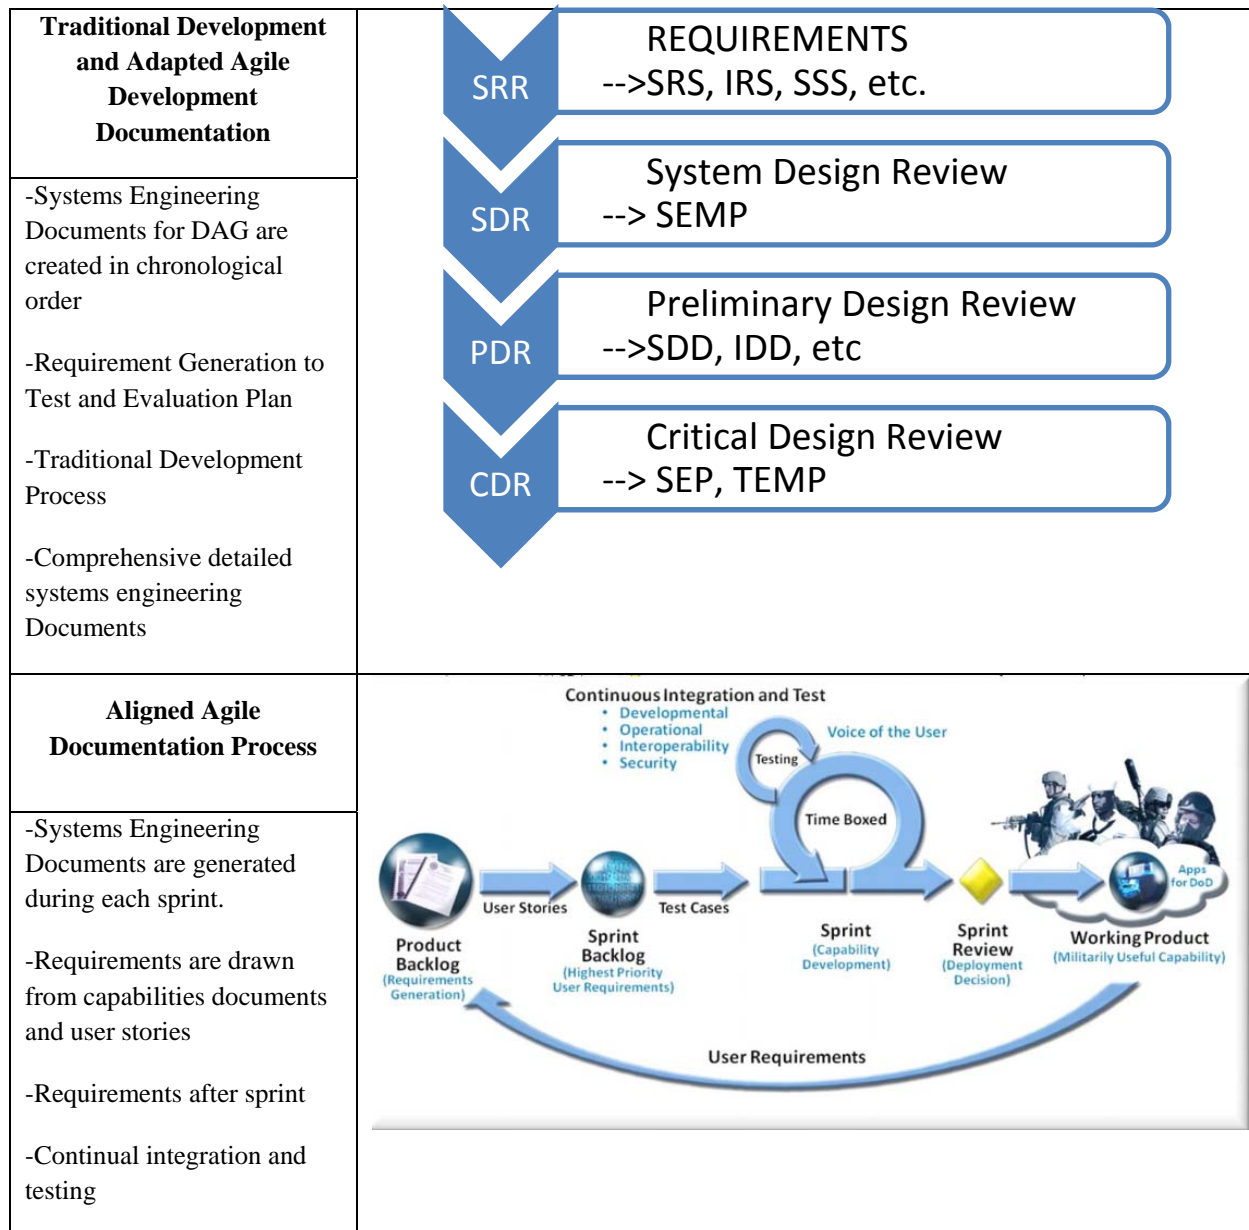 Traditional Development
and Adapted Agile
Development
Documentation
-Systems Engineering
Documents for DAG are
created in chronological
order
-Requirement Generation to
Test and Evaluation Plan
-Traditional Development
Process
-Comprehensive detailed
systems engineering
Documents
SRR
REQUIREMENTS
-->SRS, IRS, SSS, etc.
SDR
System Design Review
--> SEMP
PDR
Preliminary Design Review
-->SDD, IDD, etc
CDR
Critical Design Review
--> SEP, TEMP
Aligned Agile
Documentation Process
-Systems Engineering
Documents are generated
during each sprint.
-Requirements are drawn
from capabilities documents
and user stories
-Requirements after sprint
-Continual integration and
testing
Continuous Integration and Test
• Developmental
• Operational
• Interoperability
• Security
Testing
Voice of the User
Time Boxed
User Stories
Test Cases
Apps
for DoD
Product
Backlog
(Requirements
Generation)
Sprint
Backlog
(Highest Priority
User Requirements)
Sprint
(Capability
Development)
Sprint
Review
(Deployment
Decision)
Working Product
(Militarily Useful Capability)
User Requirements